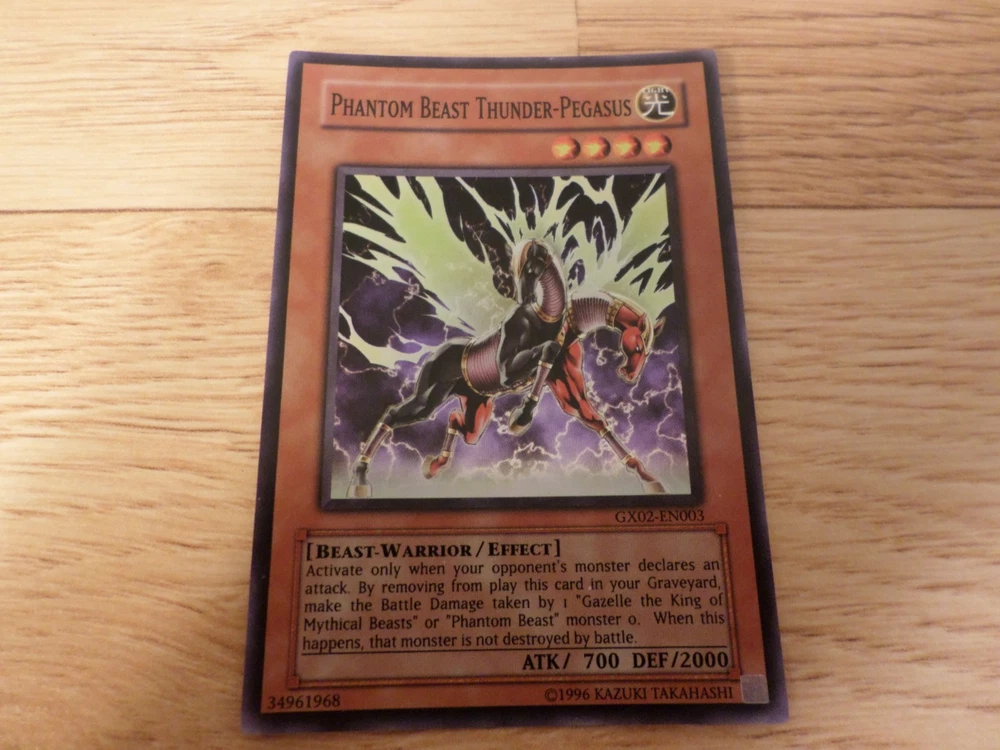 PHANTOM BEAST THUNDER-PEGASUS
LIGHT
光
GX02-EN003
[BEAST-WARRIOR/EFFECT]
Activate only when your opponent's monster declares an
attack. By removing from play this card in your Graveyard,
make the Battle Damage taken by 1 "Gazelle the King of
Mythical Beasts" or "Phantom Beast" monster 0. When this
happens, that monster is not destroyed by battle.
ATK/ 700 DEF/2000
34961968
©1996 KAZUKI TAKAHASHI